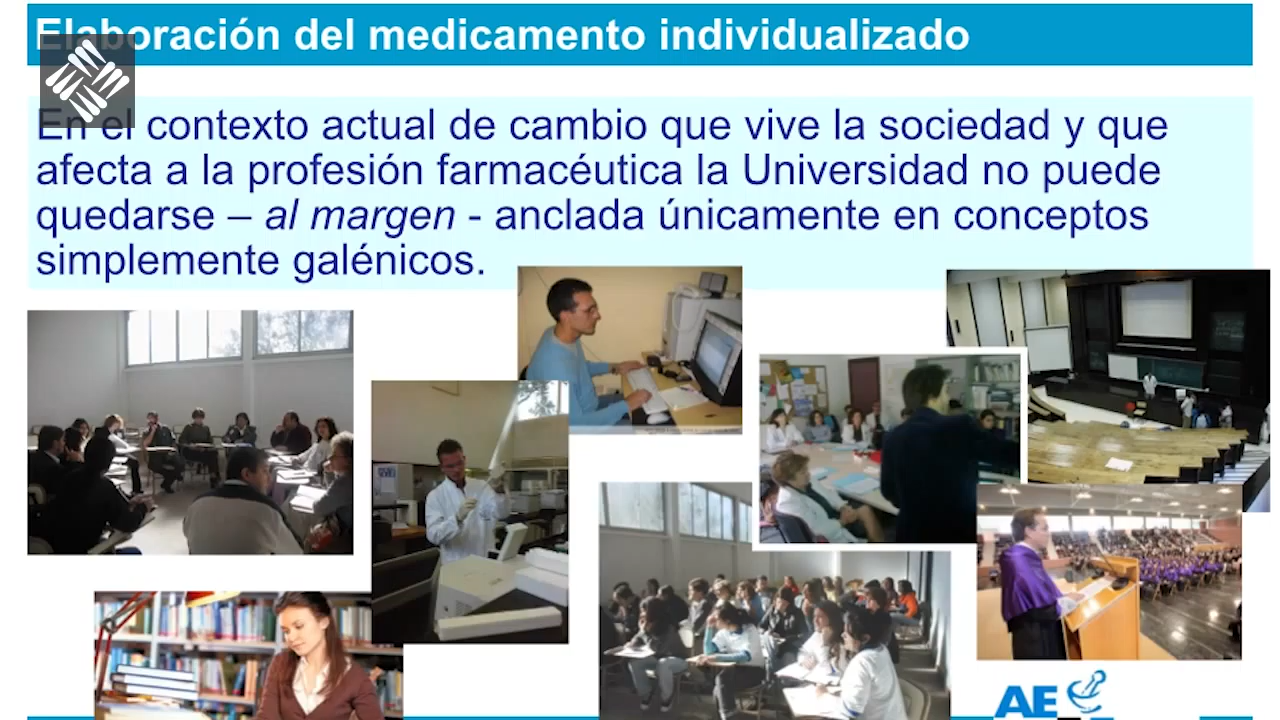 Elaboración del medicamento individualizado
En el contexto actual de cambio que vive la sociedad y que
afecta a la profesión farmacéutica la Universidad no puede
quedarse – al margen - anclada únicamente en conceptos
simplemente galénicos.
AE